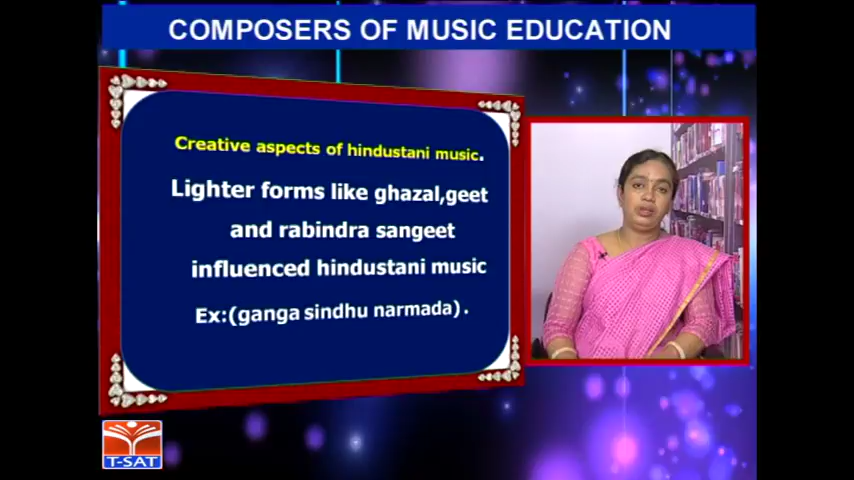 COMPOSERS OF MUSIC EDUCATION
Creative aspects of hindustani music.
Lighter forms like ghazal,geet
and rabindra sangeet
influenced hindustani music
Ex:(ganga sindhu narmada).
T-SAT